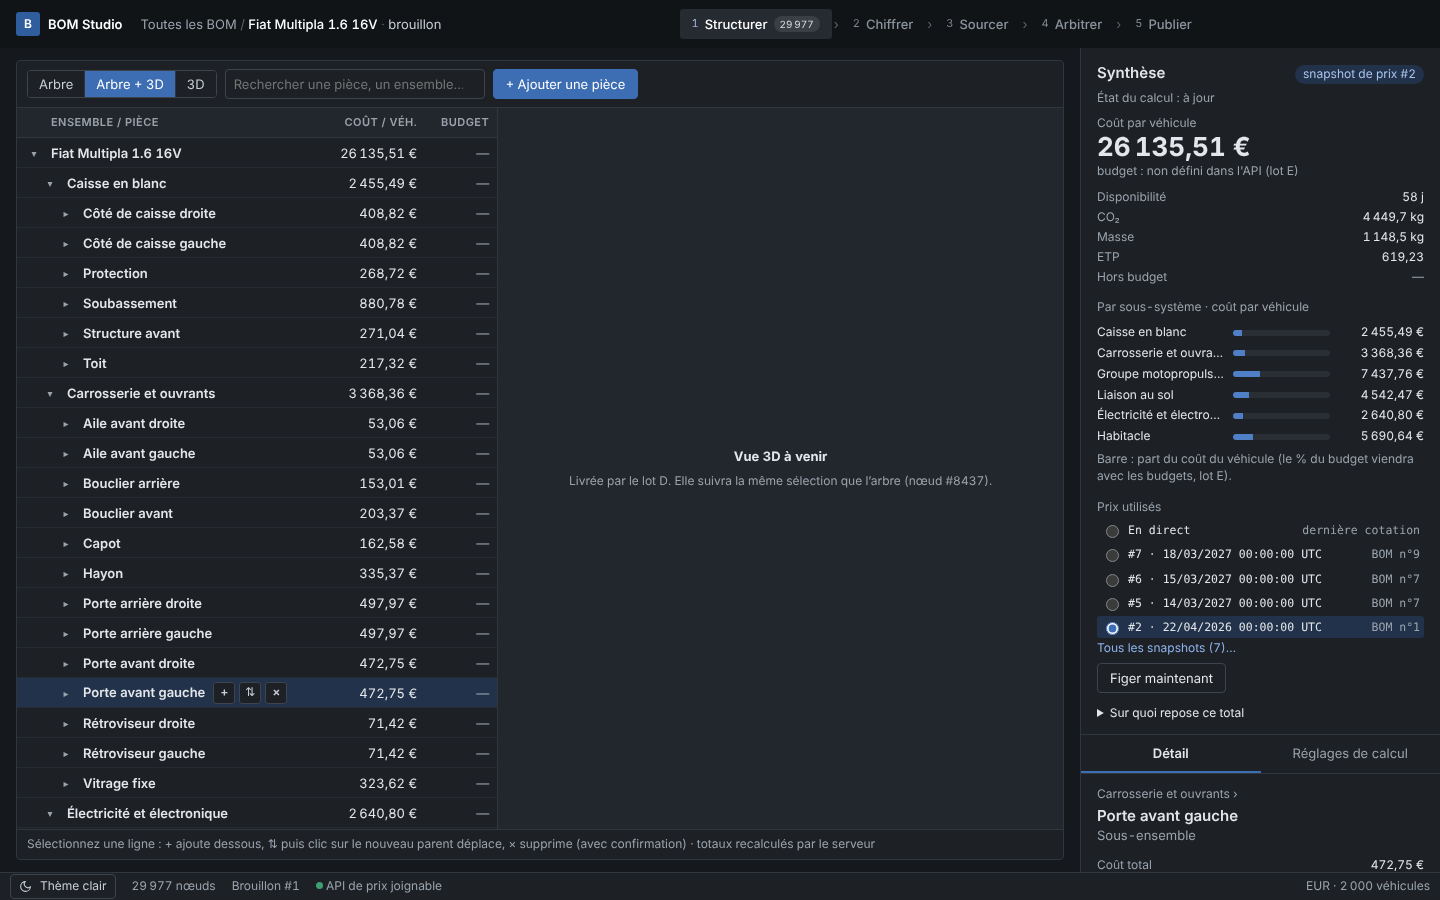 B BOM Studio Toutes les BOM / Fiat Multipla 1.6 16V · brouillon
1 Structurer 29 977 › 2 Chiffrer › 3 Sourcer › 4 Arbitrer › 5 Publier
Arbre Arbre + 3D 3D Rechercher une pièce, un ensemble... + Ajouter une pièce
ENSEMBLE / PIÈCE COÛT / VÉH. BUDGET
▾ Fiat Multipla 1.6 16V 26 135,51 € —
▾ Caisse en blanc 2 455,49 € —
▸ Côté de caisse droite 408,82 € —
▸ Côté de caisse gauche 408,82 € —
▸ Protection 268,72 € —
▸ Soubassement 880,78 € —
▸ Structure avant 271,04 € —
▸ Toit 217,32 € —
▾ Carrosserie et ouvrants 3 368,36 € —
▸ Aile avant droite 53,06 € —
▸ Aile avant gauche 53,06 € —
▸ Bouclier arrière 153,01 € —
▸ Bouclier avant 203,37 € —
▸ Capot 162,58 € —
▸ Hayon 335,37 € —
▸ Porte arrière droite 497,97 € —
▸ Porte arrière gauche 497,97 € —
▸ Porte avant droite 472,75 € —
▸ Porte avant gauche + ⇅ × 472,75 € —
▸ Rétroviseur droite 71,42 € —
▸ Rétroviseur gauche 71,42 € —
▸ Vitrage fixe 323,62 € —
▾ Électricité et électronique 2 640,80 € —
Vue 3D à venir
Livrée par le lot D. Elle suivra la même sélection que l'arbre (nœud #8437).
Sélectionnez une ligne : + ajoute dessous, ⇅ puis clic sur le nouveau parent déplace, × supprime (avec confirmation) · totaux recalculés par le serveur
Synthèse snapshot de prix #2
État du calcul : à jour
Coût par véhicule
26 135,51 €
budget : non défini dans l'API (lot E)
Disponibilité 58 j
CO₂ 4 449,7 kg
Masse 1 148,5 kg
ETP 619,23
Hors budget —
Par sous-système · coût par véhicule
Caisse en blanc 2 455,49 €
Carrosserie et ouvra... 3 368,36 €
Groupe motopropuls... 7 437,76 €
Liaison au sol 4 542,47 €
Électricité et électro... 2 640,80 €
Habitacle 5 690,64 €
Barre : part du coût du véhicule (le % du budget viendra
avec les budgets, lot E).
Prix utilisés
En direct dernière cotation
#7 · 18/03/2027 00:00:00 UTC BOM n°9
#6 · 15/03/2027 00:00:00 UTC BOM n°7
#5 · 14/03/2027 00:00:00 UTC BOM n°7
#2 · 22/04/2026 00:00:00 UTC BOM n°1
Tous les snapshots (7)...
Figer maintenant
▶ Sur quoi repose ce total
Détail Réglages de calcul
Carrosserie et ouvrants ›
Porte avant gauche
Sous-ensemble
Coût total 472,75 €
Thème clair 29 977 nœuds Brouillon #1 API de prix joignable EUR · 2 000 véhicules